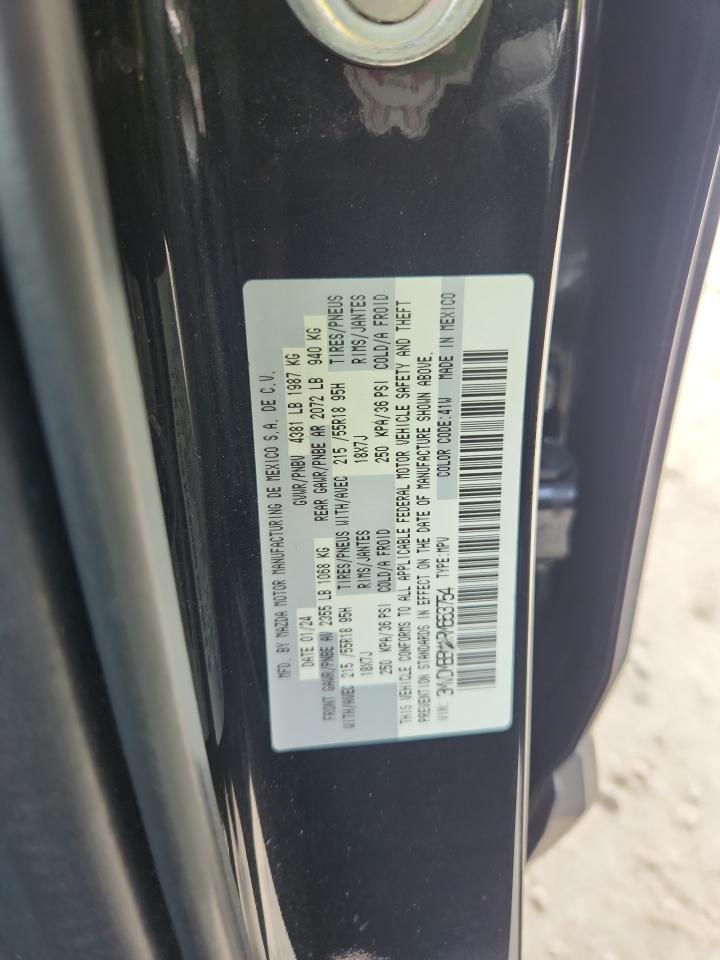 MFD. BY MAZDA MOTOR MANUFACTURING DE MEXICO S.A. DE C.V.
DATE 01/24 GVWR/PNBV 4381 LB 1987 KG
FRONT GAWR/PNBE AV 2355 LB 1068 KG REAR GAWR/PNBE AR 2072 LB 940 KG
WITH/AVEC 215 /55R18 95H TIRES/PNEUS WITH/AVEC 215 /55R18 95H TIRES/PNEUS
18X7J RIMS/JANTES 18X7J RIMS/JANTES
250 KPA/36 PSI COLD/A FROID 250 KPA/36 PSI COLD/A FROID
THIS VEHICLE CONFORMS TO ALL APPLICABLE FEDERAL MOTOR VEHICLE SAFETY AND THEFT
PREVENTION STANDARDS IN EFFECT ON THE DATE OF MANUFACTURE SHOWN ABOVE.
VIN: TYPE:MPV COLOR CODE:41W MADE IN MEXICO